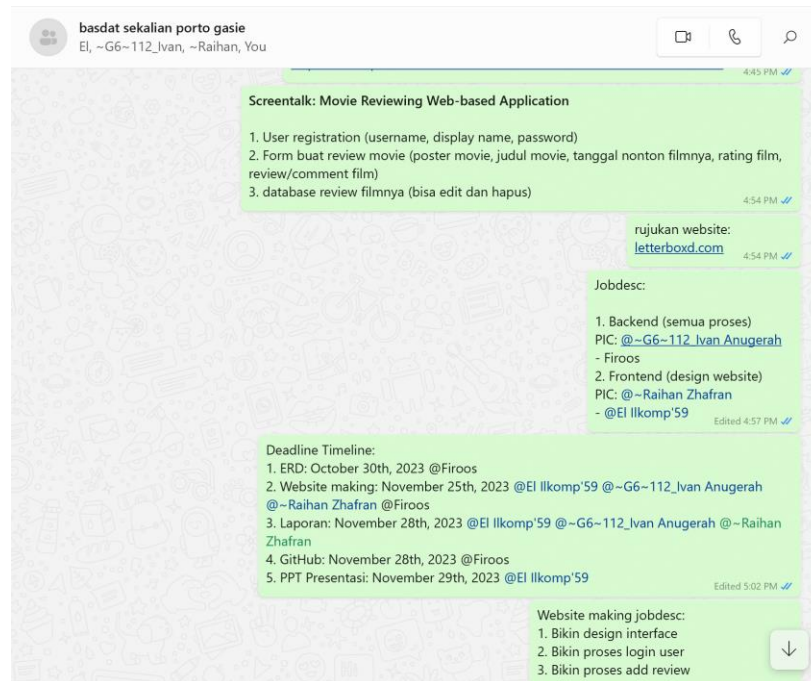 basdat sekalian porto gasie
El, ~G6~112_Ivan, ~Raihan, You
4:45 PM
Screentalk: Movie Reviewing Web-based Application
1. User registration (username, display name, password)
2. Form buat review movie (poster movie, judul movie, tanggal nonton filmnya, rating film,
review/comment film)
3. database review filmnya (bisa edit dan hapus)
4:54 PM
rujukan website:
letterboxd.com
4:54 PM
Jobdesc:
1. Backend (semua proses)
PIC: @~G6~112_Ivan Anugerah
- Firoos
2. Frontend (design website)
PIC: @~Raihan Zhafran
- @El Ilkomp'59
Edited 4:57 PM
Deadline Timeline:
1. ERD: October 30th, 2023 @Firoos
2. Website making: November 25th, 2023 @El Ilkomp'59 @~G6~112_Ivan Anugerah
@~Raihan Zhafran @Firoos
3. Laporan: November 28th, 2023 @El Ilkomp'59 @~G6~112_Ivan Anugerah @~Raihan
Zhafran
4. GitHub: November 28th, 2023 @Firoos
5. PPT Presentasi: November 29th, 2023 @El Ilkomp'59
Edited 5:02 PM
Website making jobdesc:
1. Bikin design interface
2. Bikin proses login user
3. Bikin proses add review